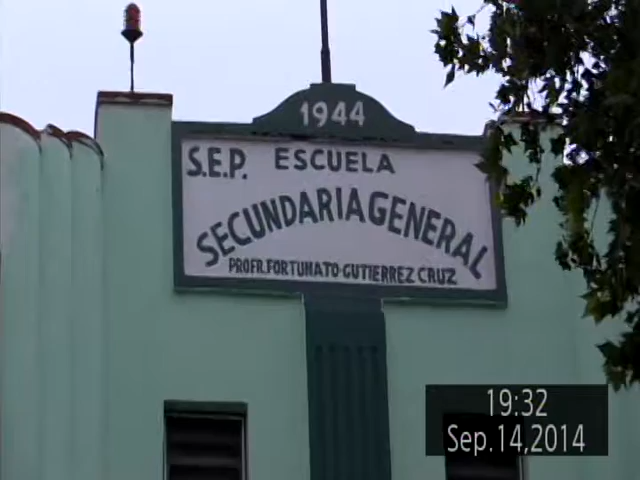 1944
S.E.P. ESCUELA
SECUNDARIA GENERAL
PROFR. FORTUNATO GUTIERREZ CRUZ
19:32
Sep.14,2014